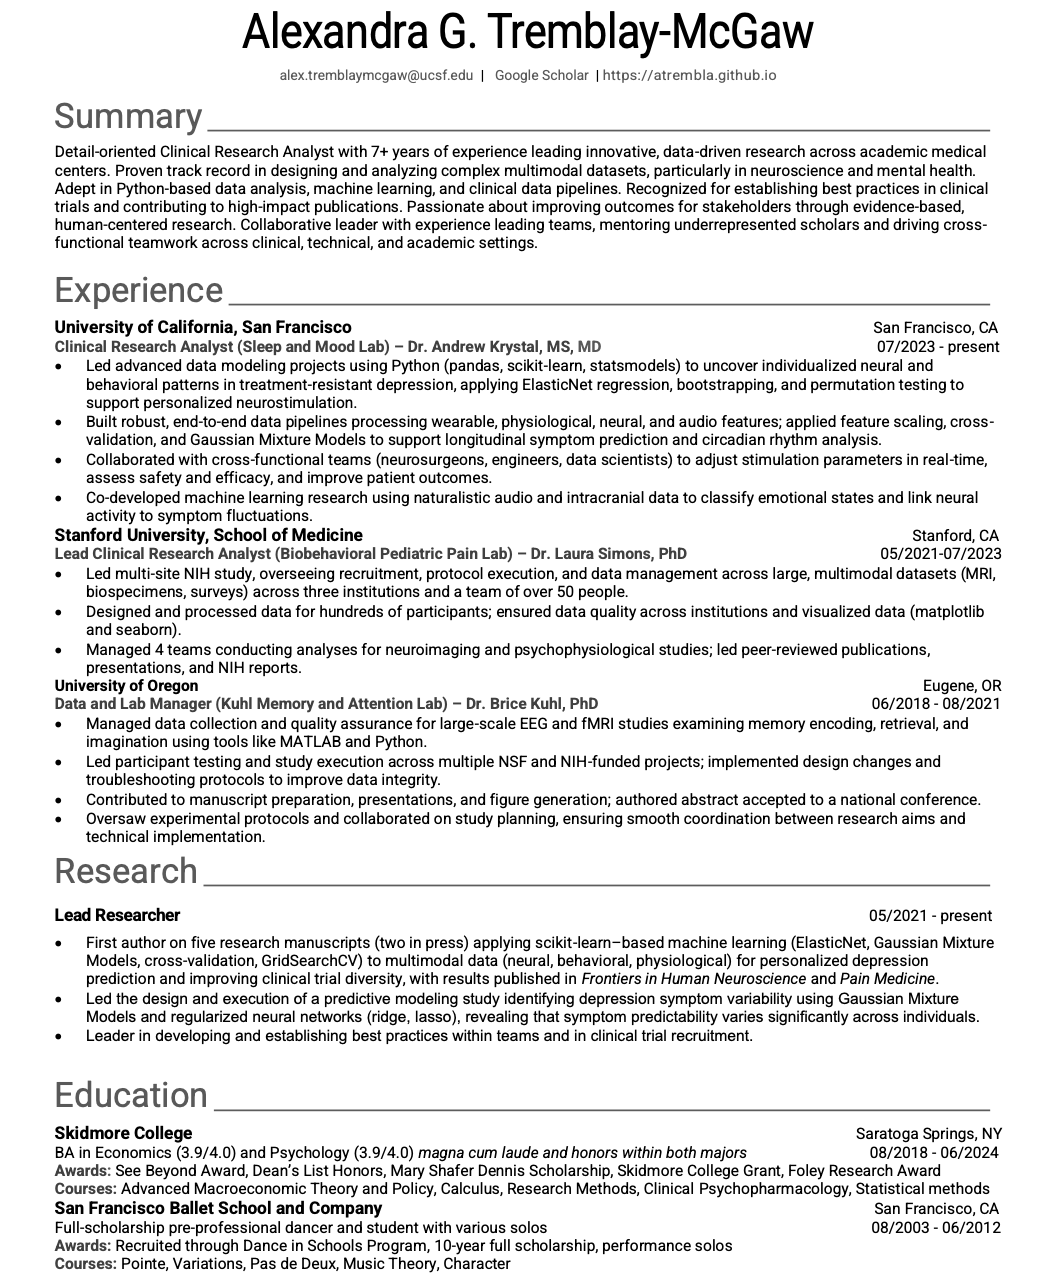 Alexandra G. Tremblay-McGaw
alex.tremblaymcgaw@ucsf.edu | Google Scholar | https://atrembla.github.io
Summary
Detail-oriented Clinical Research Analyst with 7+ years of experience leading innovative, data-driven research across academic medical
centers. Proven track record in designing and analyzing complex multimodal datasets, particularly in neuroscience and mental health.
Adept in Python-based data analysis, machine learning, and clinical data pipelines. Recognized for establishing best practices in clinical
trials and contributing to high-impact publications. Passionate about improving outcomes for stakeholders through evidence-based,
human-centered research. Collaborative leader with experience leading teams, mentoring underrepresented scholars and driving cross-
functional teamwork across clinical, technical, and academic settings.
Experience
University of California, San Francisco San Francisco, CA
Clinical Research Analyst (Sleep and Mood Lab) – Dr. Andrew Krystal, MS, MD 07/2023 - present
• Led advanced data modeling projects using Python (pandas, scikit-learn, statsmodels) to uncover individualized neural and
behavioral patterns in treatment-resistant depression, applying ElasticNet regression, bootstrapping, and permutation testing to
support personalized neurostimulation.
• Built robust, end-to-end data pipelines processing wearable, physiological, neural, and audio features; applied feature scaling, cross-
validation, and Gaussian Mixture Models to support longitudinal symptom prediction and circadian rhythm analysis.
• Collaborated with cross-functional teams (neurosurgeons, engineers, data scientists) to adjust stimulation parameters in real-time,
assess safety and efficacy, and improve patient outcomes.
• Co-developed machine learning research using naturalistic audio and intracranial data to classify emotional states and link neural
activity to symptom fluctuations.
Stanford University, School of Medicine Stanford, CA
Lead Clinical Research Analyst (Biobehavioral Pediatric Pain Lab) – Dr. Laura Simons, PhD 05/2021-07/2023
• Led multi-site NIH study, overseeing recruitment, protocol execution, and data management across large, multimodal datasets (MRI,
biospecimens, surveys) across three institutions and a team of over 50 people.
• Designed and processed data for hundreds of participants; ensured data quality across institutions and visualized data (matplotlib
and seaborn).
• Managed 4 teams conducting analyses for neuroimaging and psychophysiological studies; led peer-reviewed publications,
presentations, and NIH reports.
University of Oregon Eugene, OR
Data and Lab Manager (Kuhl Memory and Attention Lab) – Dr. Brice Kuhl, PhD 06/2018 - 08/2021
• Managed data collection and quality assurance for large-scale EEG and fMRI studies examining memory encoding, retrieval, and
imagination using tools like MATLAB and Python.
• Led participant testing and study execution across multiple NSF and NIH-funded projects; implemented design changes and
troubleshooting protocols to improve data integrity.
• Contributed to manuscript preparation, presentations, and figure generation; authored abstract accepted to a national conference.
• Oversaw experimental protocols and collaborated on study planning, ensuring smooth coordination between research aims and
technical implementation.
Research
Lead Researcher 05/2021 - present
• First author on five research manuscripts (two in press) applying scikit-learn–based machine learning (ElasticNet, Gaussian Mixture
Models, cross-validation, GridSearchCV) to multimodal data (neural, behavioral, physiological) for personalized depression
prediction and improving clinical trial diversity, with results published in Frontiers in Human Neuroscience and Pain Medicine.
• Led the design and execution of a predictive modeling study identifying depression symptom variability using Gaussian Mixture
Models and regularized neural networks (ridge, lasso), revealing that symptom predictability varies significantly across individuals.
• Leader in developing and establishing best practices within teams and in clinical trial recruitment.
Education
Skidmore College Saratoga Springs, NY
BA in Economics (3.9/4.0) and Psychology (3.9/4.0) magna cum laude and honors within both majors 08/2018 - 06/2024
Awards: See Beyond Award, Dean's List Honors, Mary Shafer Dennis Scholarship, Skidmore College Grant, Foley Research Award
Courses: Advanced Macroeconomic Theory and Policy, Calculus, Research Methods, Clinical Psychopharmacology, Statistical methods
San Francisco Ballet School and Company San Francisco, CA
Full-scholarship pre-professional dancer and student with various solos 08/2003 - 06/2012
Awards: Recruited through Dance in Schools Program, 10-year full scholarship, performance solos
Courses: Pointe, Variations, Pas de Deux, Music Theory, Character